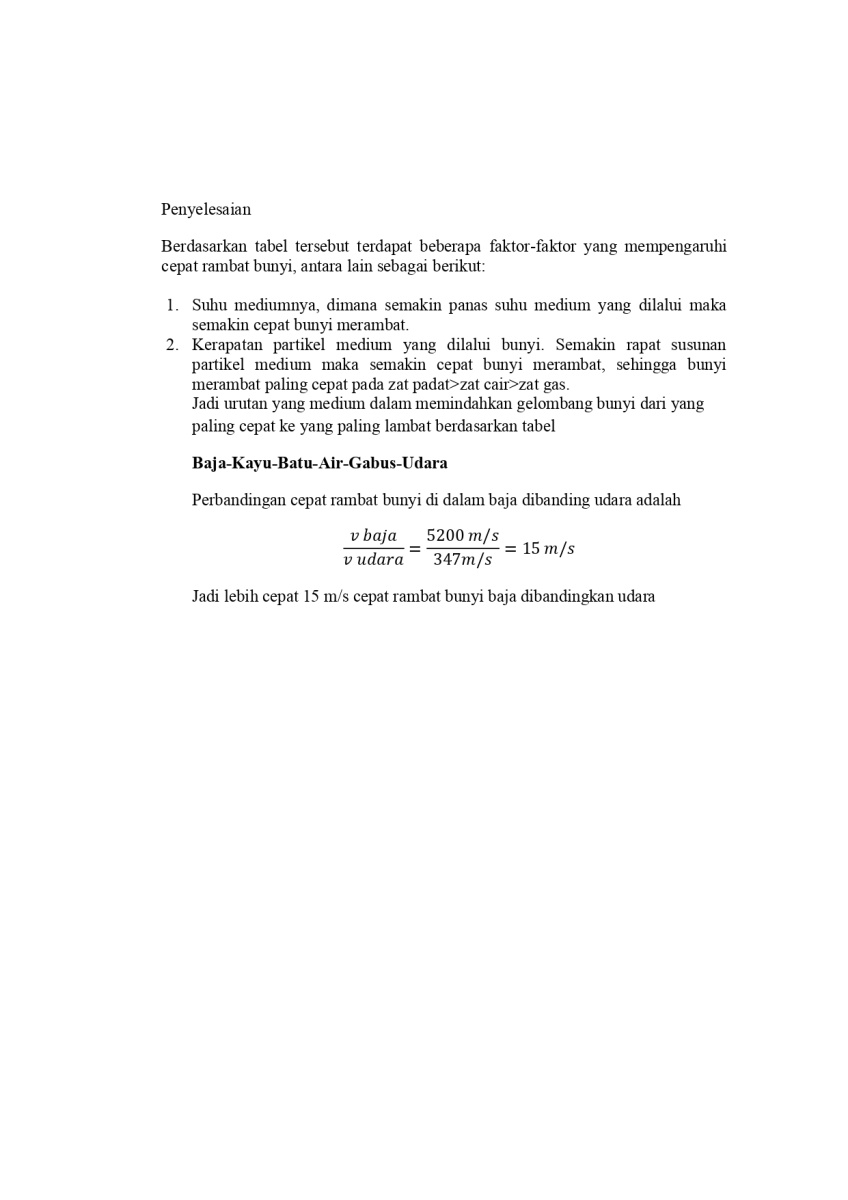 Penyelesaian
Berdasarkan tabel tersebut terdapat beberapa faktor-faktor yang mempengaruhi
cepat rambat bunyi, antara lain sebagai berikut:
1. Suhu mediumnya, dimana semakin panas suhu medium yang dilalui maka
semakin cepat bunyi merambat.
2. Kerapatan partikel medium yang dilalui bunyi. Semakin rapat susunan
partikel medium maka semakin cepat bunyi merambat, sehingga bunyi
merambat paling cepat pada zat padat>zat cair>zat gas.
Jadi urutan yang medium dalam memindahkan gelombang bunyi dari yang
paling cepat ke yang paling lambat berdasarkan tabel
Baja-Kayu-Batu-Air-Gabus-Udara
Perbandingan cepat rambat bunyi di dalam baja dibanding udara adalah
v baja / v udara = 5200 m/s / 347m/s = 15 m/s
Jadi lebih cepat 15 m/s cepat rambat bunyi baja dibandingkan udara